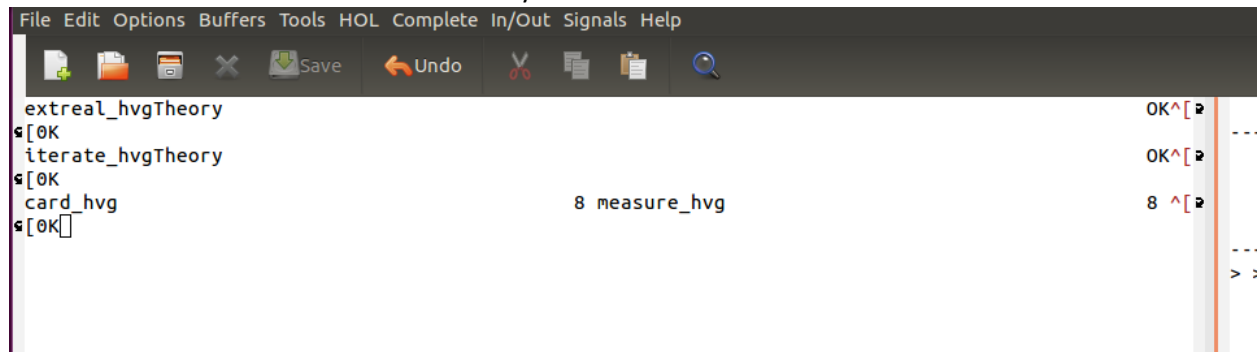 File Edit Options Buffers Tools HOL Complete In/Out Signals Help
Save Undo
extreal_hvgTheory OK^[
[0K
iterate_hvgTheory OK^[
[0K
card_hvg 8 measure_hvg 8 ^[
[0K
---
---
> >